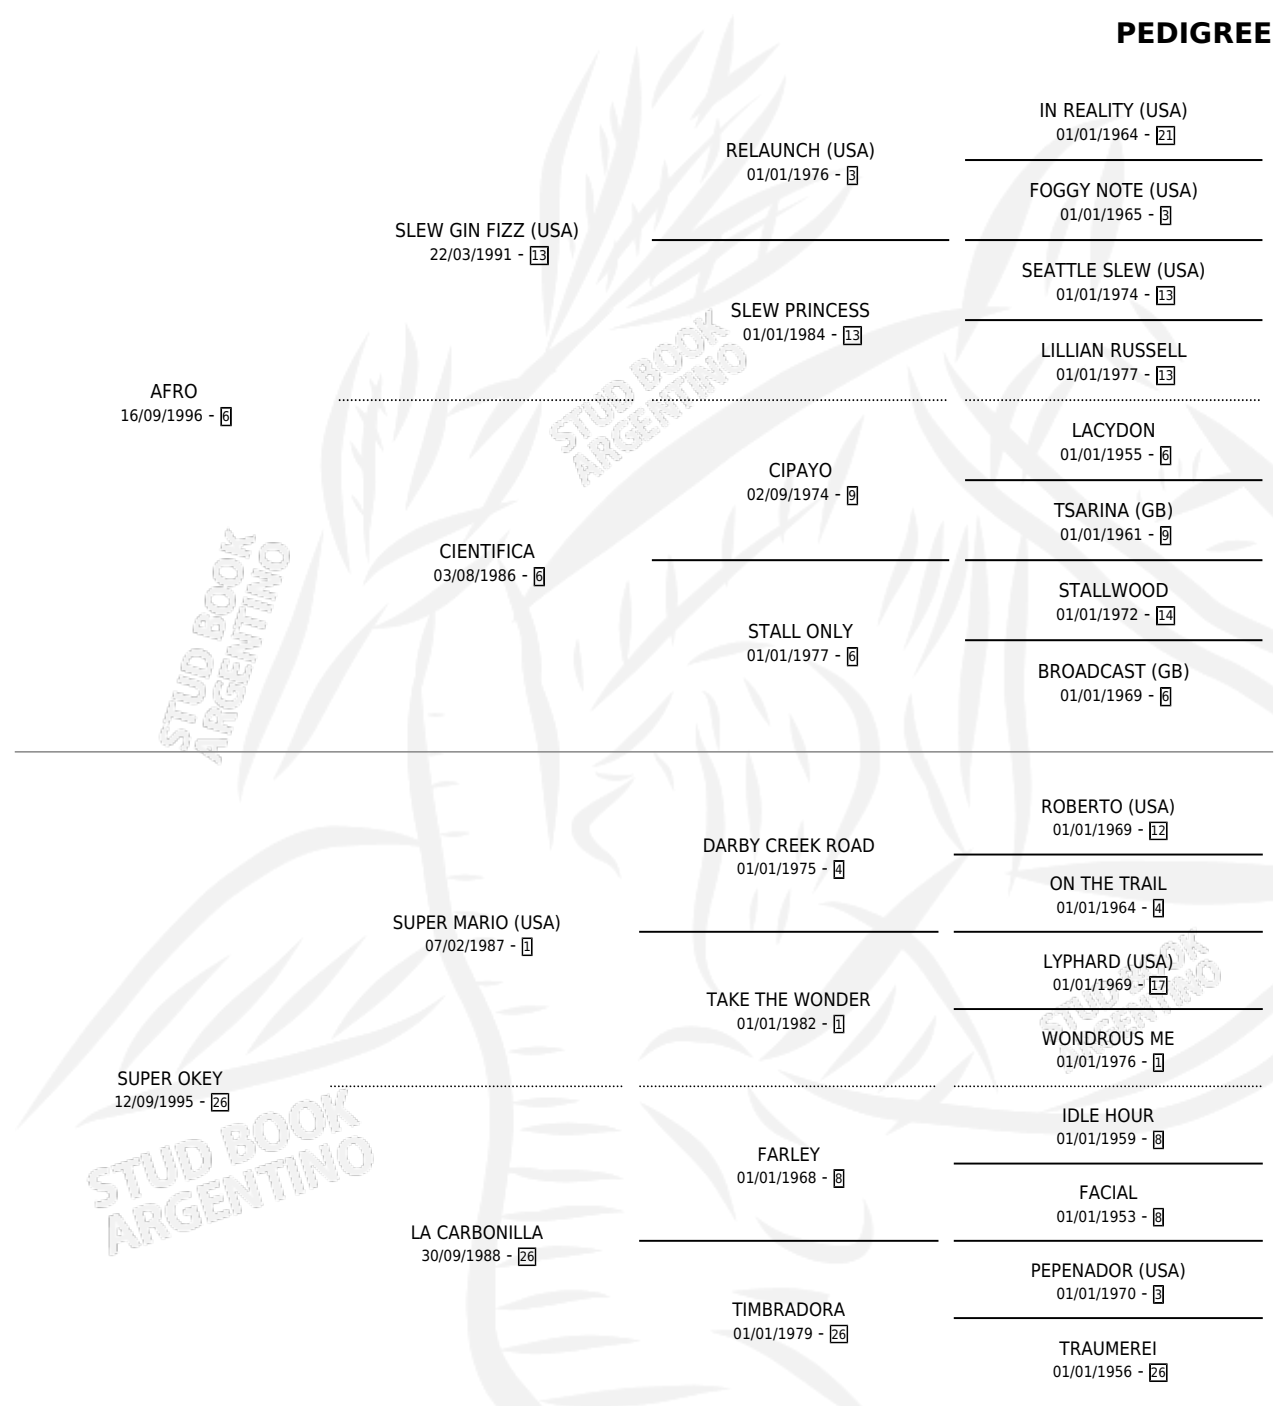 PEDIGREE
IN REALITY (USA)
01/01/1964 - 21
RELAUNCH (USA)
01/01/1976 - 3
FOGGY NOTE (USA)
01/01/1965 - 3
SLEW GIN FIZZ (USA)
22/03/1991 - 13
SEATTLE SLEW (USA)
01/01/1974 - 13
SLEW PRINCESS
01/01/1984 - 13
LILLIAN RUSSELL
01/01/1977 - 13
AFRO
16/09/1996 - 6
LACYDON
01/01/1955 - 6
CIPAYO
02/09/1974 - 9
TSARINA (GB)
01/01/1961 - 9
CIENTIFICA
03/08/1986 - 6
STALLWOOD
01/01/1972 - 14
STALL ONLY
01/01/1977 - 6
BROADCAST (GB)
01/01/1969 - 6
STUD BOOK
ARGENTINO
STUD BOOK
ARGENTINO
ROBERTO (USA)
01/01/1969 - 12
DARBY CREEK ROAD
01/01/1975 - 4
ON THE TRAIL
01/01/1964 - 4
SUPER MARIO (USA)
07/02/1987 - 1
LYPHARD (USA)
01/01/1969 - 17
TAKE THE WONDER
01/01/1982 - 1
WONDROUS ME
01/01/1976 - 1
STUD BOOK
ARGENTINO
SUPER OKEY
12/09/1995 - 26
IDLE HOUR
01/01/1959 - 8
FARLEY
01/01/1968 - 8
FACIAL
01/01/1953 - 8
LA CARBONILLA
30/09/1988 - 26
PEPENADOR (USA)
01/01/1970 - 3
TIMBRADORA
01/01/1979 - 26
TRAUMEREI
01/01/1956 - 26
STUD BOOK
ARGENTINO